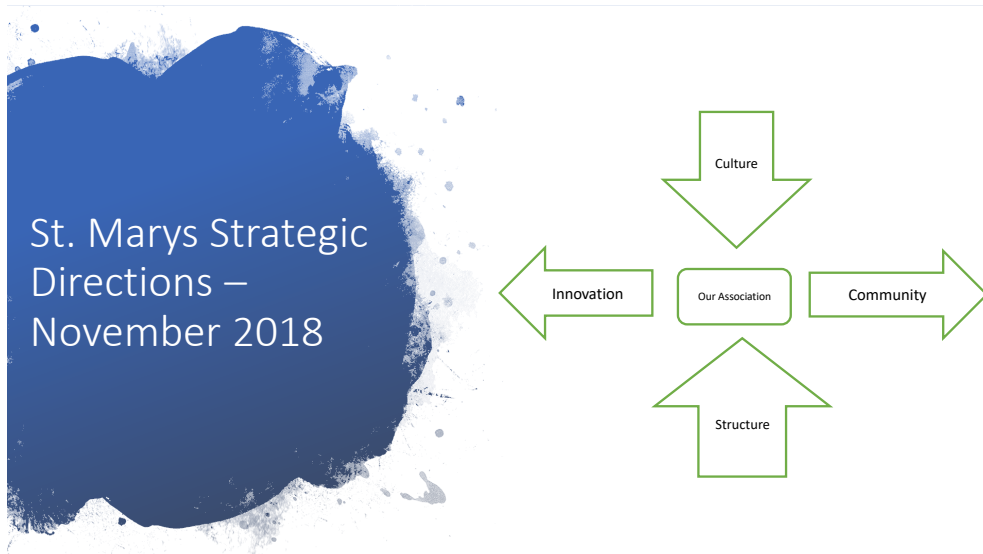 St. Marys Strategic
Directions –
November 2018
Culture
Innovation
Our Association
Community
Structure